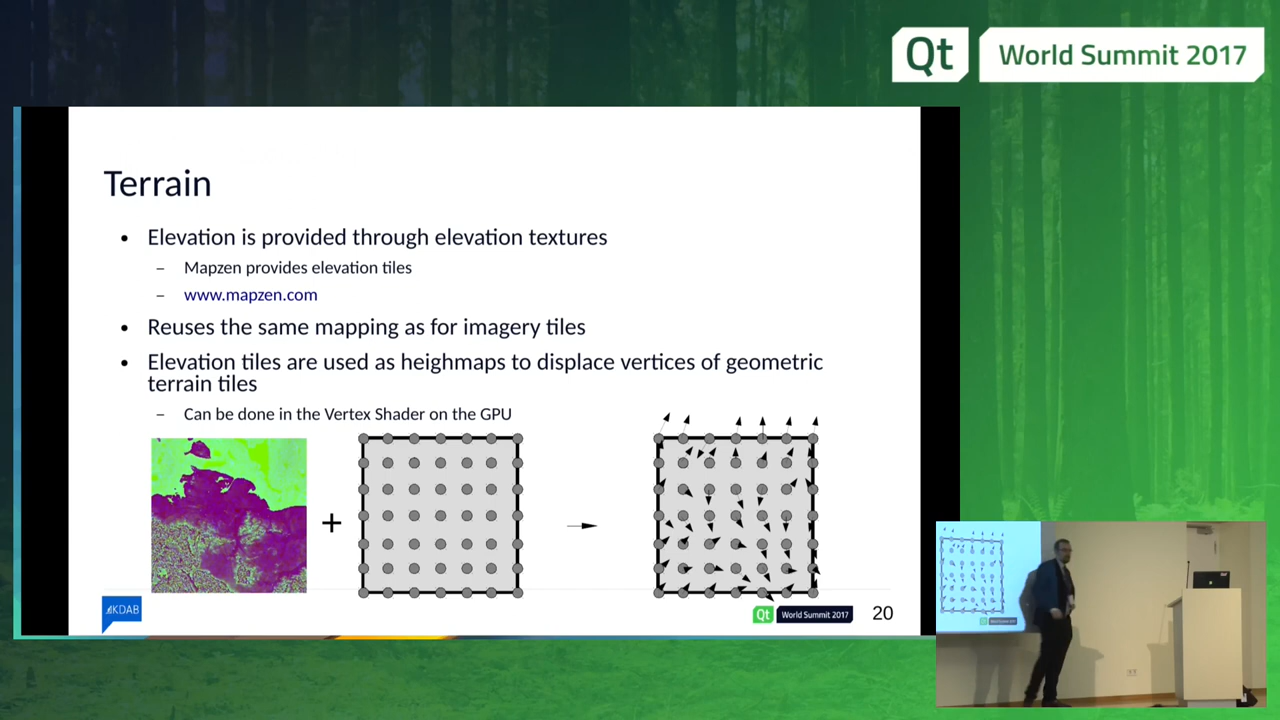 Qt World Summit 2017
Terrain
• Elevation is provided through elevation textures
– Mapzen provides elevation tiles
– www.mapzen.com
• Reuses the same mapping as for imagery tiles
• Elevation tiles are used as heighmaps to displace vertices of geometric
terrain tiles
– Can be done in the Vertex Shader on the GPU
+
KDAB
Qt World Summit 2017
20